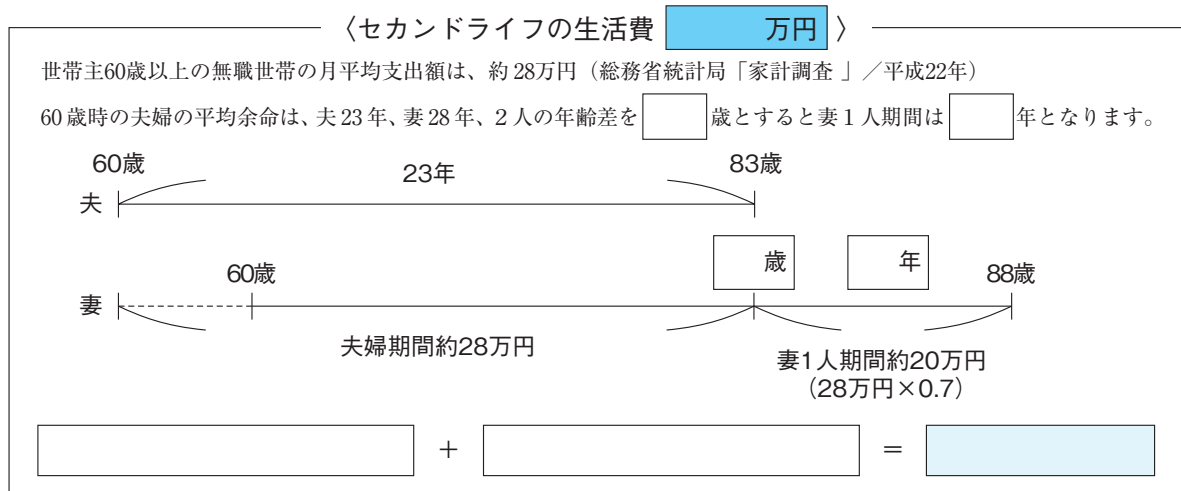 〈セカンドライフの生活費 万円 〉
世帯主60歳以上の無職世帯の月平均支出額は、約 28万円（総務省統計局「家計調査 」／平成22年）
60 歳時の夫婦の平均余命は、夫 23 年、妻 28 年、2 人の年齢差を 歳とすると妻 1 人期間は 年となります。
60歳 23年 83歳
夫
歳 年
60歳 88歳
妻
夫婦期間約28万円
妻1人期間約20万円
（28万円×0.7）
+ =